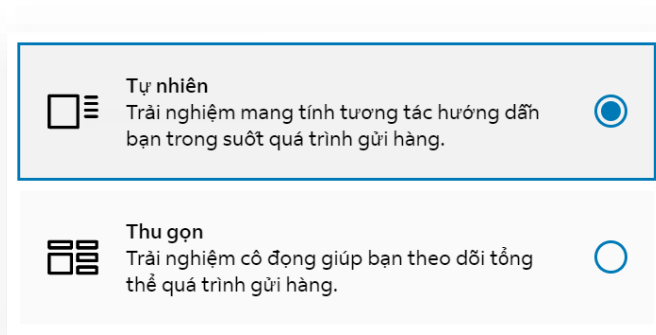 Tự nhiên
Trải nghiệm mang tính tương tác hướng dẫn
bạn trong suốt quá trình gửi hàng.
Thu gọn
Trải nghiệm cô đọng giúp bạn theo dõi tổng
thể quá trình gửi hàng.